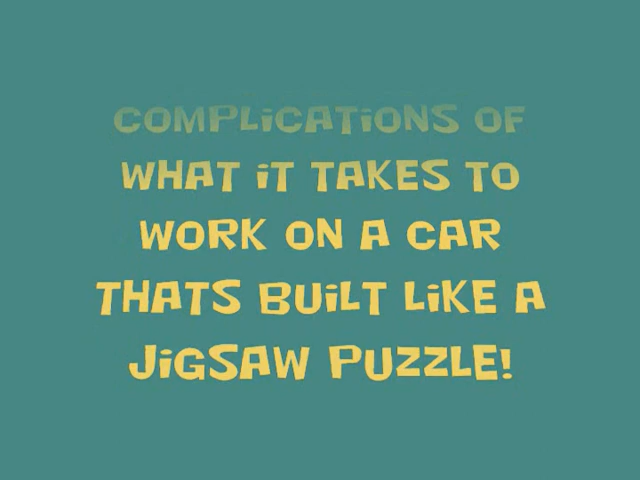 COMPLiCATiONS OF
WHAT iT TAKES TO
WORK ON A CAR
THATS BUiLT LiKE A
JiGSAW PUZZLE!